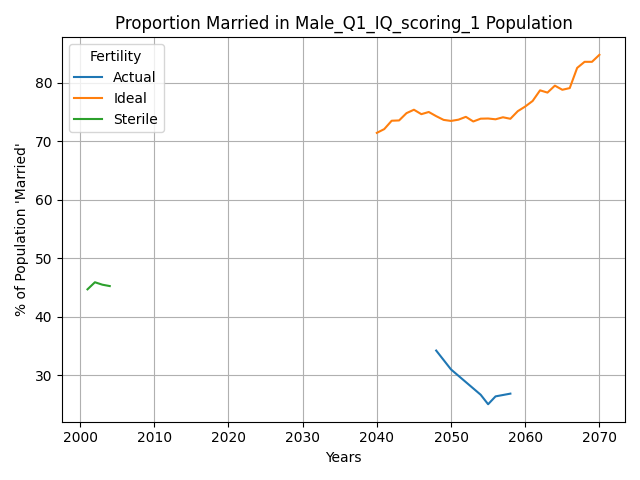 Proportion Married in Male_Q1_IQ_scoring_1 Population
Fertility
Actual
Ideal
Sterile
% of Population 'Married'
80
70
60
50
40
30
2000 2010 2020 2030 2040 2050 2060 2070
Years